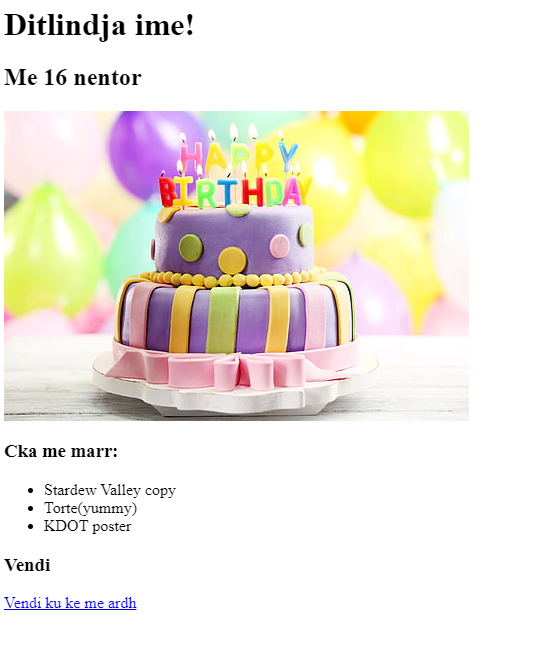 Ditlindja ime!
Me 16 nentor
HAPPY
BIRTHDAY
Cka me marr:
Stardew Valley copy
Torte(yummy)
KDOT poster
Vendi
Vendi ku ke me ardh